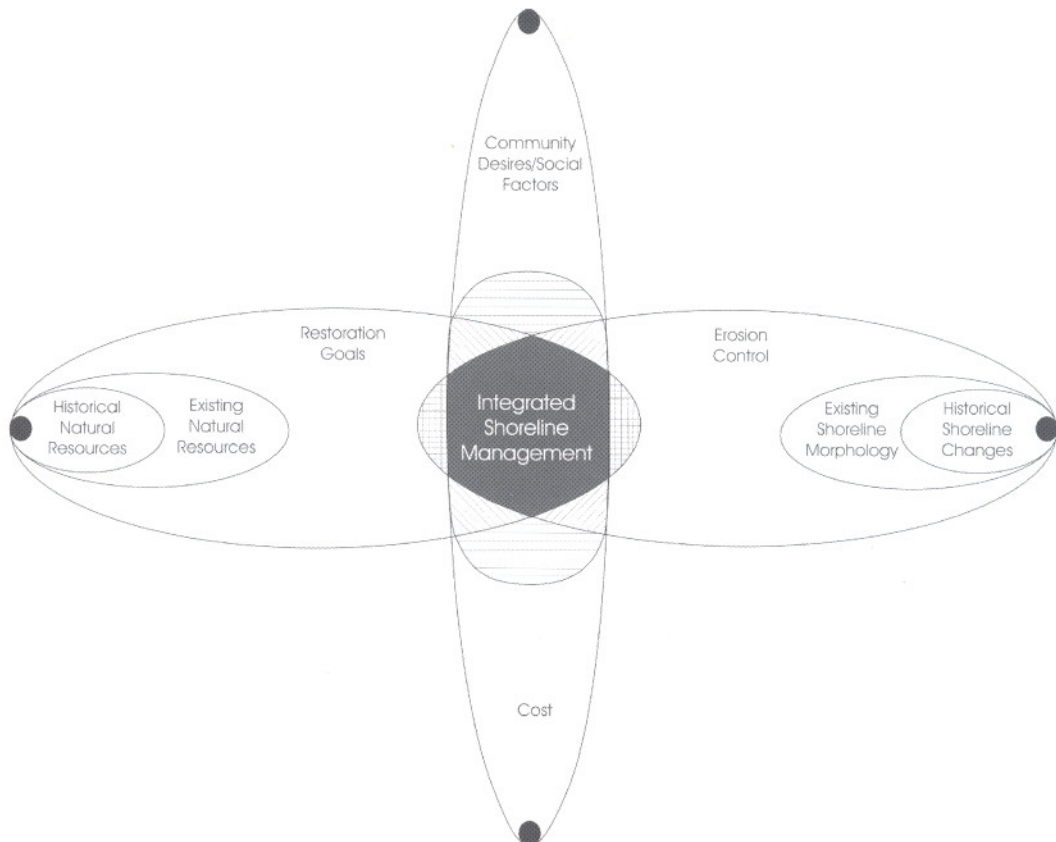 Community
Desires/Social
Factors
Restoration
Goals
Erosion
Control
Historical
Natural
Resources
Existing
Natural
Resources
Integrated
Shoreline
Management
Existing
Shoreline
Morphology
Historical
Shoreline
Changes
Cost